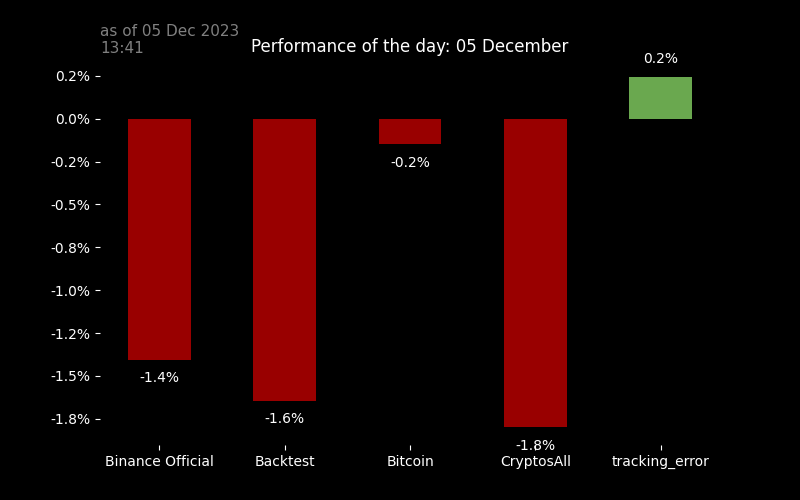 as of 05 Dec 2023
13:41
Performance of the day: 05 December
0.2%
0.2%
0.0%
-0.2%
-0.2%
-0.5%
-0.8%
-1.0%
-1.2%
-1.5%
-1.4%
-1.8%
-1.6%
-1.8%
Binance Official
Backtest
Bitcoin
CryptosAll
tracking_error